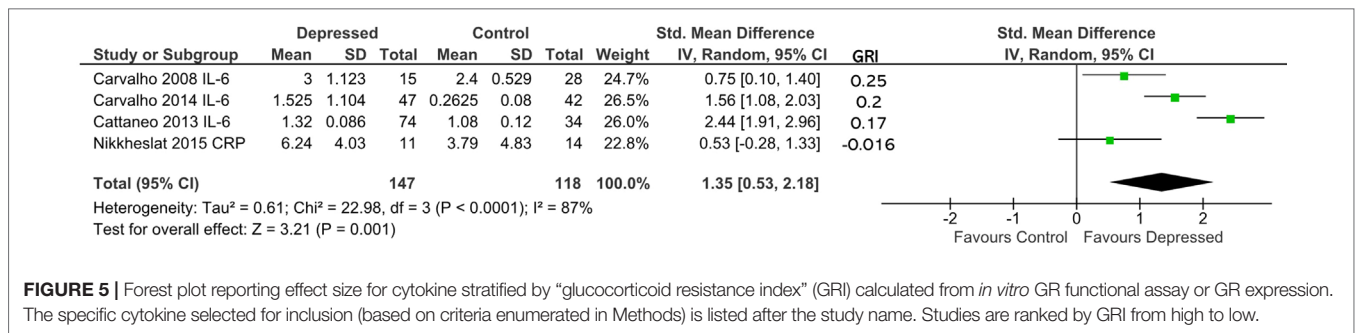 Depressed Control Std. Mean Difference Std. Mean Difference
Study or Subgroup Mean SD Total Mean SD Total Weight IV, Random, 95% CI GRI IV, Random, 95% CI
Carvalho 2008 IL-6 3 1.123 15 2.4 0.529 28 24.7% 0.75 [0.10, 1.40] 0.25
Carvalho 2014 IL-6 1.525 1.104 47 0.2625 0.08 42 26.5% 1.56 [1.08, 2.03] 0.2
Cattaneo 2013 IL-6 1.32 0.086 74 1.08 0.12 34 26.0% 2.44 [1.91, 2.96] 0.17
Nikkheslat 2015 CRP 6.24 4.03 11 3.79 4.83 14 22.8% 0.53 [-0.28, 1.33] -0.016
Total (95% CI) 147 118 100.0% 1.35 [0.53, 2.18]
Heterogeneity: Tau² = 0.61; Chi² = 22.98, df = 3 (P < 0.0001); I² = 87%
Test for overall effect: Z = 3.21 (P = 0.001)
-2 -1 0 1 2
Favours Control Favours Depressed
FIGURE 5 | Forest plot reporting effect size for cytokine stratified by “glucocorticoid resistance index” (GRI) calculated from in vitro GR functional assay or GR expression.
The specific cytokine selected for inclusion (based on criteria enumerated in Methods) is listed after the study name. Studies are ranked by GRI from high to low.